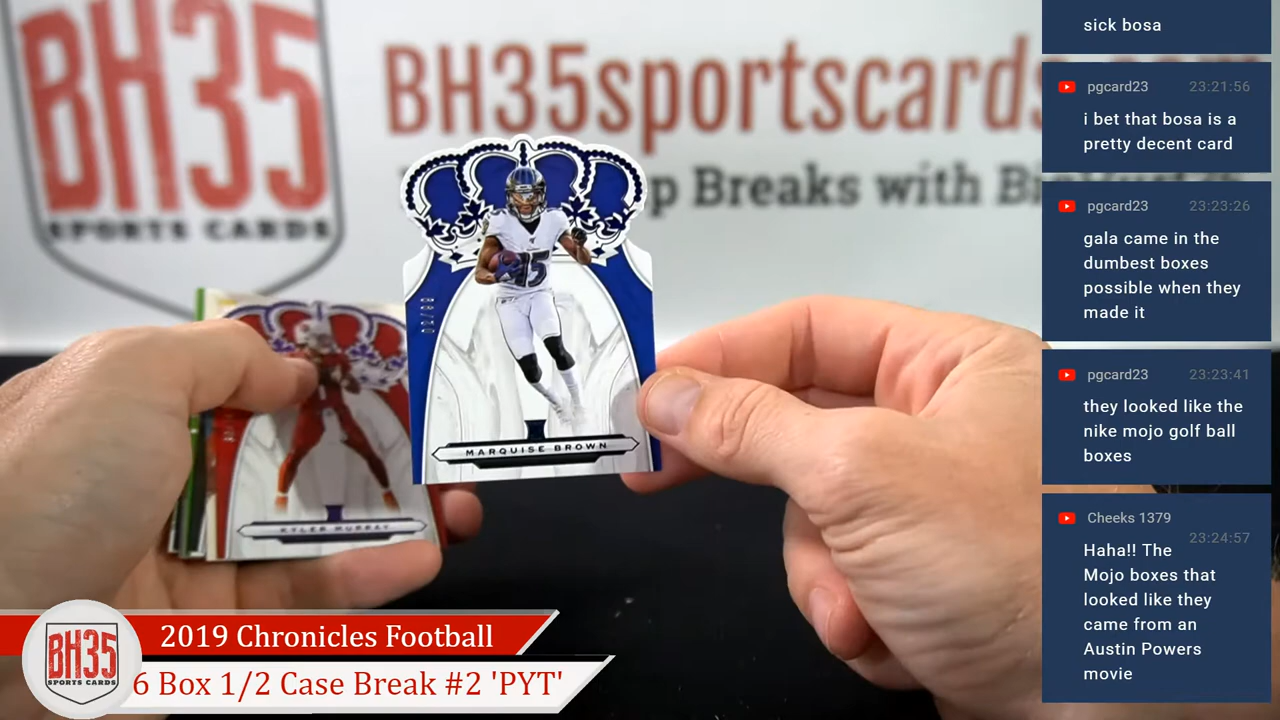 BH35
SPORTS CARDS
BH35sportscards
p Breaks with Bi
15
MARQUISE BROWN
KYLER MURRAY
BH35
SPORTS CARDS
2019 Chronicles Football
6 Box 1/2 Case Break #2 'PYT'
sick bosa
pgcard23 23:21:56
i bet that bosa is a
pretty decent card
pgcard23 23:23:26
gala came in the
dumbest boxes
possible when they
made it
pgcard23 23:23:41
they looked like the
nike mojo golf ball
boxes
Cheeks 1379
23:24:57
Haha!! The
Mojo boxes that
looked like they
came from an
Austin Powers
movie